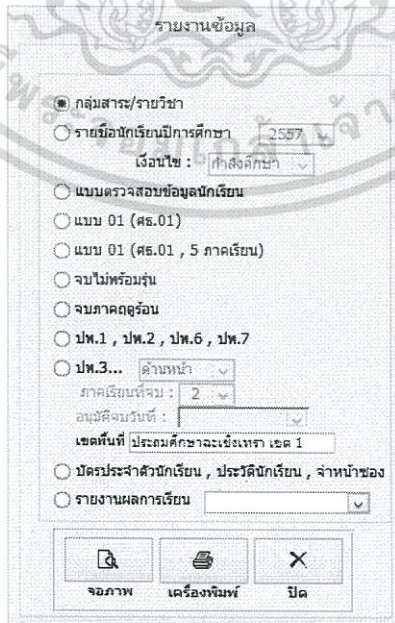 รายงานข้อมูล
กลุ่มสาระ/รายวิชา
รายชื่อนักเรียนปีการศึกษา 2557
เงื่อนไข : กำลังศึกษา
แบบตรวจสอบข้อมูลนักเรียน
แบบ 01 (ศธ.01)
แบบ 01 (ศธ.01 , 5 ภาคเรียน)
จบไม่พร้อมรุ่น
จบภาคฤดูร้อน
ปพ.1 , ปพ.2 , ปพ.6 , ปพ.7
ปพ.3... ด้านหน้า
ภาคเรียนที่จบ : 2
อนุมัติจบวันที่ :
เขตพื้นที่ ประถมศึกษาฉะเชิงเทรา เขต 1
บัตรประจำตัวนักเรียน , ประวัตินักเรียน , จ่าหน้าซอง
รายงานผลการเรียน
จอภาพ เครื่องพิมพ์ ปิด